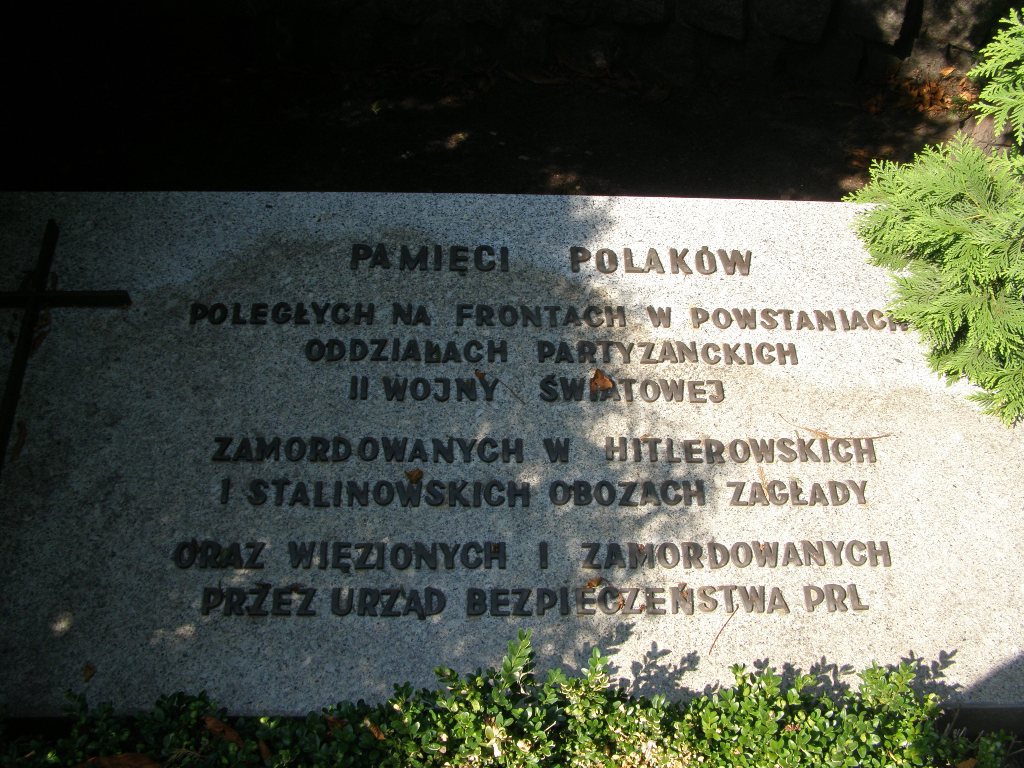 PAMIĘCI POLAKÓW
POLEGŁYCH NA FRONTACH W POWSTANIACH
ODDZIAŁACH PARTYZANCKICH
II WOJNY ŚWIATOWEJ
ZAMORDOWANYCH W HITLEROWSKICH
I STALINOWSKICH OBOZACH ZAGŁADY
ORAZ WIĘZIONYCH I ZAMORDOWANYCH
PRZEZ URZĄD BEZPIECZEŃSTWA PRL